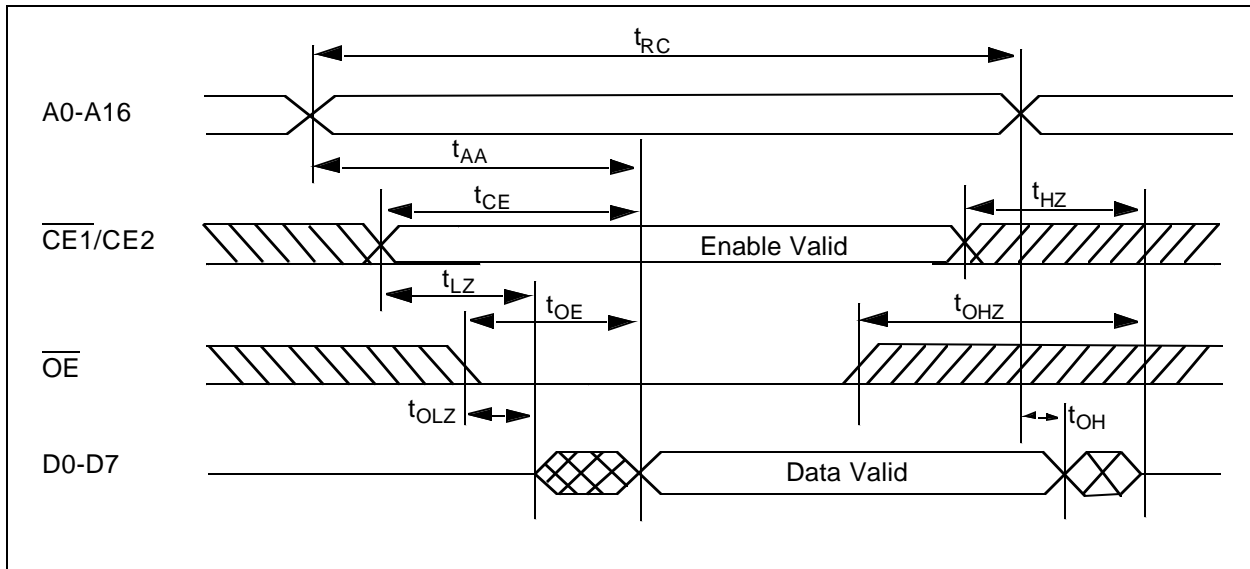 tRC
A0-A16
tAA
tCE
tHZ
CE1/CE2
Enable Valid
tLZ
tOE
tOHZ
OE
tOLZ
tOH
D0-D7
Data Valid